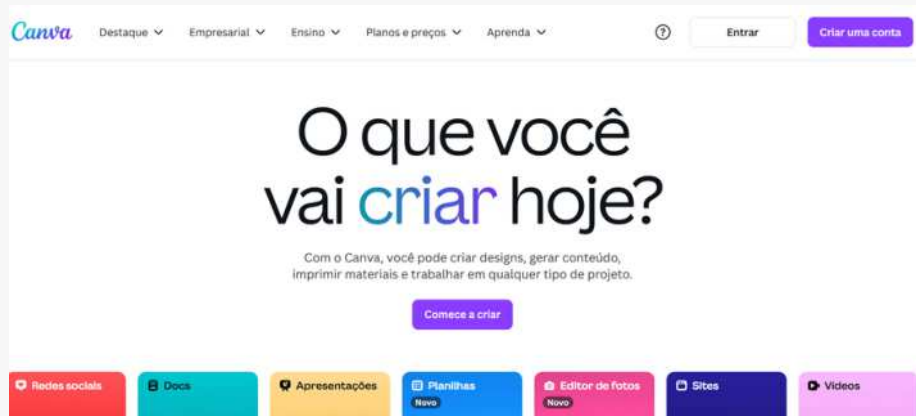 Canva Destaque Empresarial Ensino Planos e preços Aprenda ? Entrar Criar uma conta
O que você
vai criar hoje?
Com o Canva, você pode criar designs, gerar conteúdo,
imprimir materiais e trabalhar em qualquer tipo de projeto.
Comece a criar
Redes sociais Docs Apresentações Planilhas Editor de fotos Sites Vídeos
Novo Novo